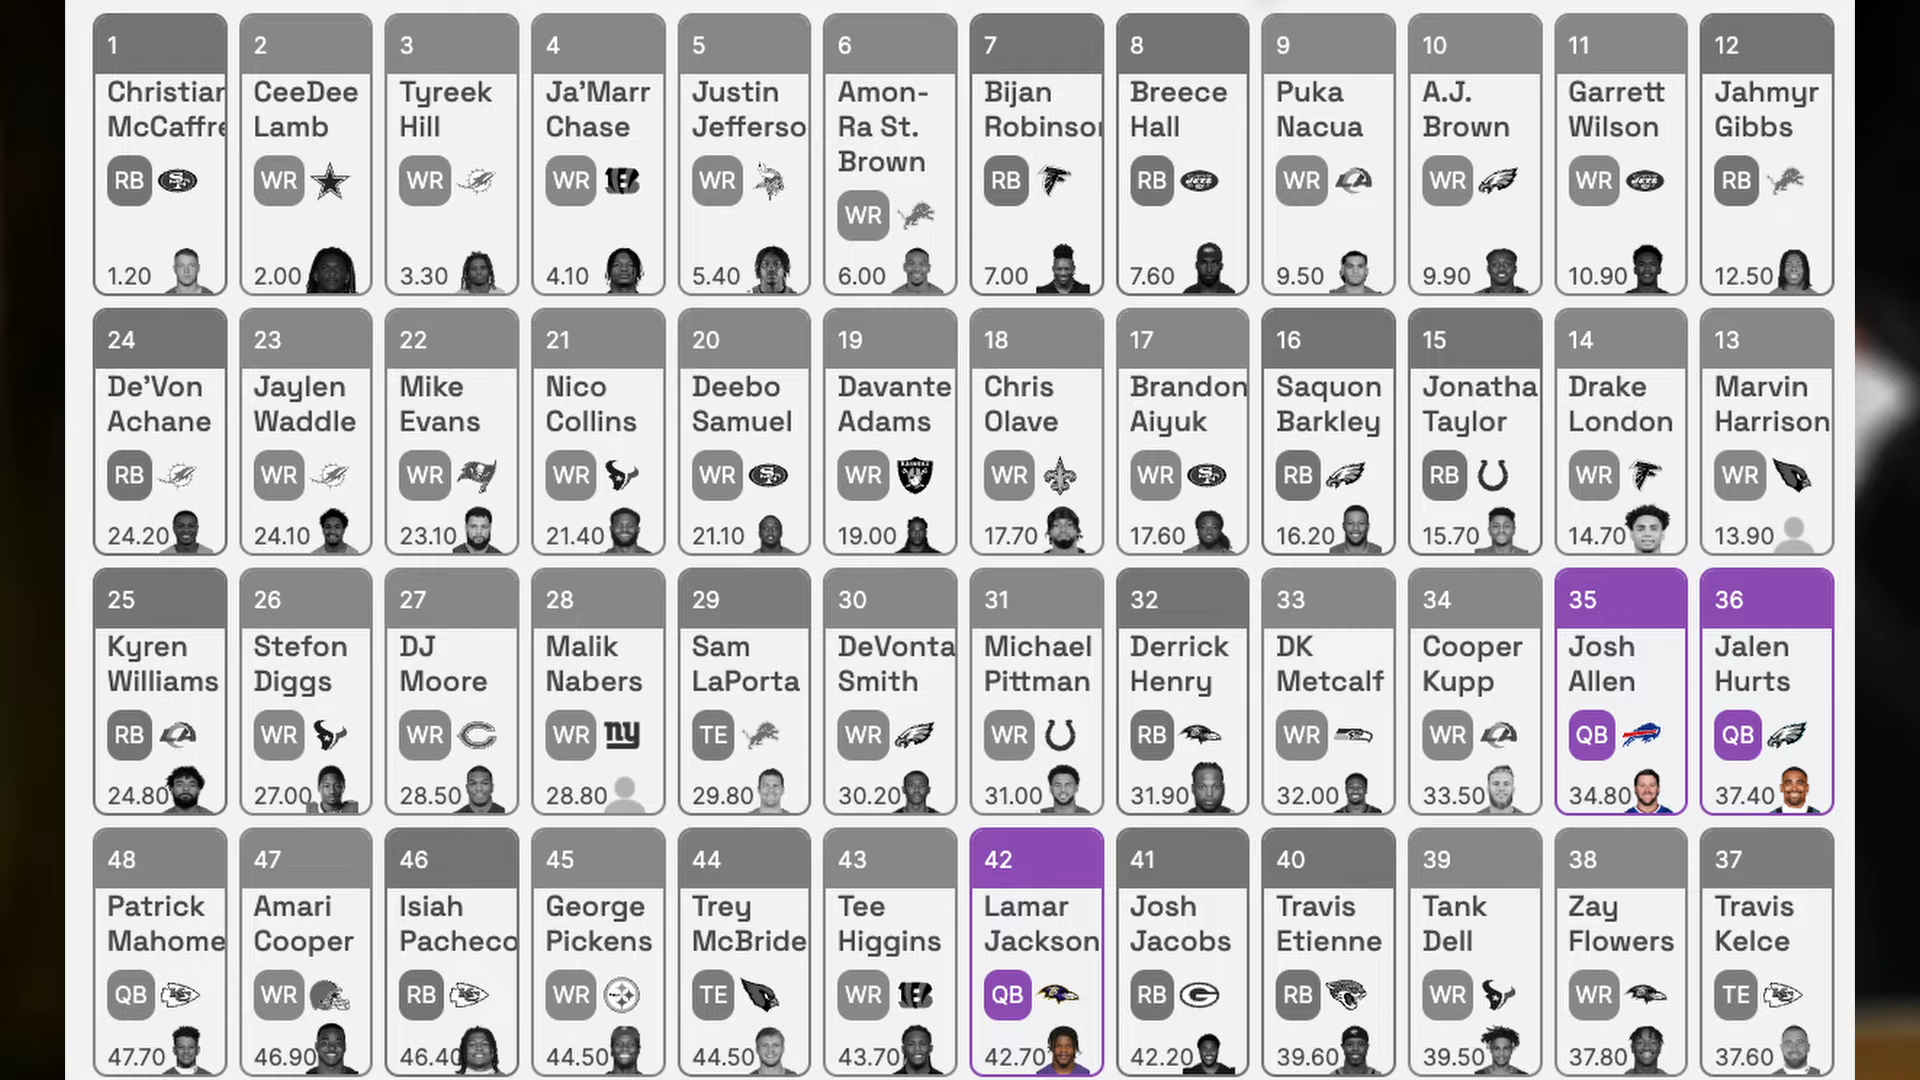 1
Christian
McCaffre
RB
1.20
2
CeeDee
Lamb
WR
2.00
3
Tyreek
Hill
WR
3.30
4
Ja'Marr
Chase
WR
4.10
5
Justin
Jefferso
WR
5.40
6
Amon-
Ra St.
Brown
WR
6.00
7
Bijan
Robinson
RB
7.00
8
Breece
Hall
RB
7.60
9
Puka
Nacua
WR
9.50
10
A.J.
Brown
WR
9.90
11
Garrett
Wilson
WR
10.90
12
Jahmyr
Gibbs
RB
12.50
24
De'Von
Achane
RB
24.20
23
Jaylen
Waddle
WR
24.10
22
Mike
Evans
WR
23.10
21
Nico
Collins
WR
21.40
20
Deebo
Samuel
WR
21.10
19
Davante
Adams
WR
RAIDERS
19.00
18
Chris
Olave
WR
17.70
17
Brandon
Aiyuk
WR
17.60
16
Saquon
Barkley
RB
16.20
15
Jonatha
Taylor
RB
15.70
14
Drake
London
WR
14.70
13
Marvin
Harrison
WR
13.90
25
Kyren
Williams
RB
24.80
26
Stefon
Diggs
WR
27.00
27
DJ
Moore
WR
28.50
28
Malik
Nabers
WR
ny
28.80
29
Sam
LaPorta
TE
29.80
30
DeVonta
Smith
WR
30.20
31
Michael
Pittman
WR
31.00
32
Derrick
Henry
RB
31.90
33
DK
Metcalf
WR
32.00
34
Cooper
Kupp
WR
33.50
35
Josh
Allen
QB
34.80
36
Jalen
Hurts
QB
37.40
48
Patrick
Mahome
QB
47.70
47
Amari
Cooper
WR
46.90
46
Isiah
Pacheco
RB
46.40
45
George
Pickens
WR
44.50
44
Trey
McBride
TE
44.50
43
Tee
Higgins
WR
43.70
42
Lamar
Jackson
QB
42.70
41
Josh
Jacobs
RB
42.20
40
Travis
Etienne
RB
39.60
39
Tank
Dell
WR
39.50
38
Zay
Flowers
WR
37.80
37
Travis
Kelce
TE
37.60